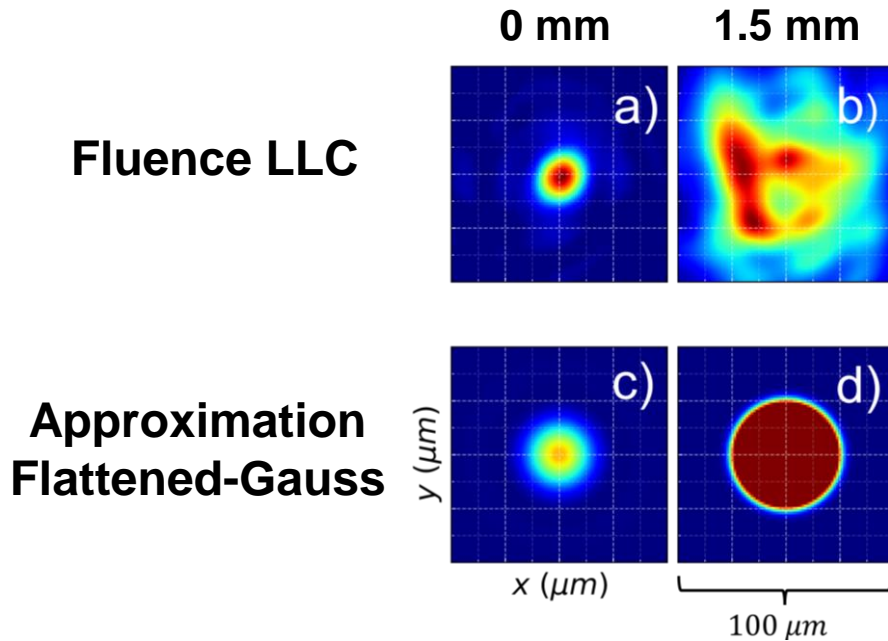 0 mm 1.5 mm
Fluence LLC
a) b)
Approximation
Flattened-Gauss
c) d)
y (μm)
x (μm)
100 μm